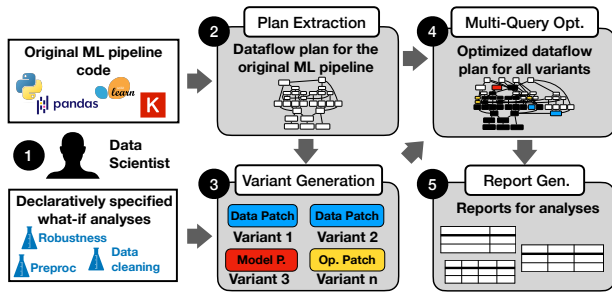 Original ML pipeline
code
learn
pandas
K
1
Data
Scientist
Declaratively specified
what-if analyses
Robustness
Preproc
Data
cleaning
2
Plan Extraction
Dataflow plan for the
original ML pipeline
3
Variant Generation
Data Patch
Data Patch
Variant 1
Variant 2
Model P.
Op. Patch
Variant 3
Variant n
4
Multi-Query Opt.
Optimized dataflow
plan for all variants
5
Report Gen.
Reports for analyses